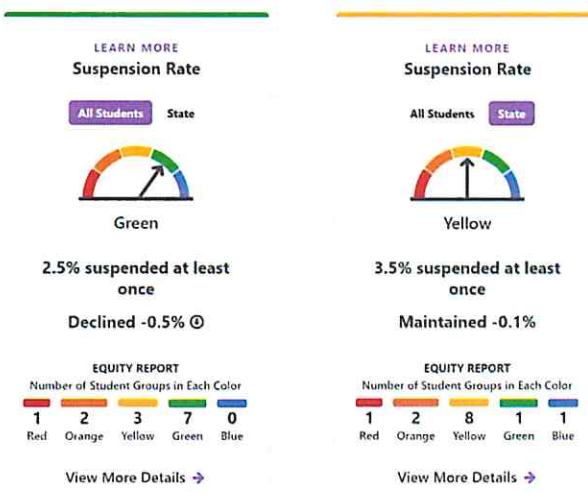 LEARN MORE
Suspension Rate
All Students State
Green
2.5% suspended at least
once
Declined -0.5%
EQUITY REPORT
Number of Student Groups in Each Color
1 2 3 7 0
Red Orange Yellow Green Blue
View More Details →
LEARN MORE
Suspension Rate
All Students State
Yellow
3.5% suspended at least
once
Maintained -0.1%
EQUITY REPORT
Number of Student Groups in Each Color
1 2 8 1 1
Red Orange Yellow Green Blue
View More Details →